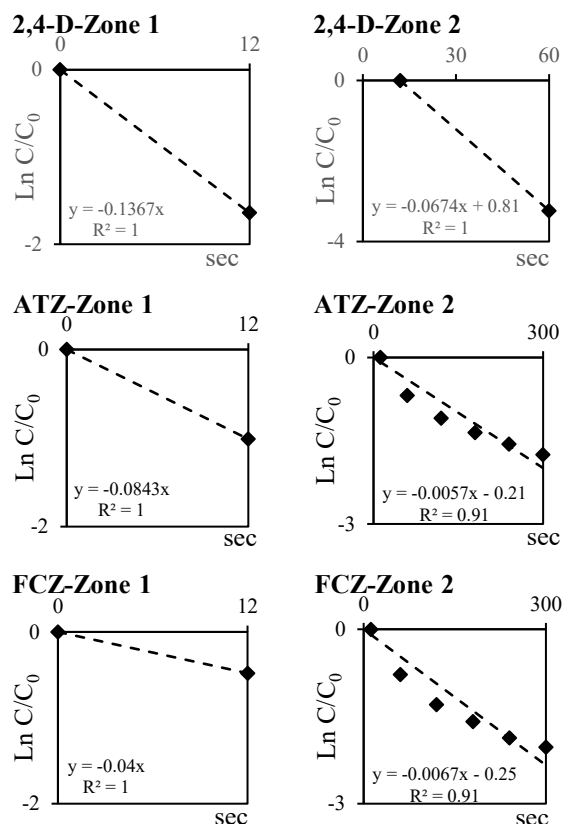 2,4-D-Zone 1
0 12
0
Ln C/C₀
y = -0.1367x
R² = 1
-2
sec
2,4-D-Zone 2
0 30 60
0
Ln C/C₀
y = -0.0674x + 0.81
R² = 1
-4
sec
ATZ-Zone 1
0 12
0
Ln C/C₀
y = -0.0843x
R² = 1
-2
sec
ATZ-Zone 2
0 300
0
Ln C/C₀
y = -0.0057x - 0.21
R² = 0.91
-3
sec
FCZ-Zone 1
0 12
0
Ln C/C₀
y = -0.04x
R² = 1
-2
sec
FCZ-Zone 2
0 300
0
Ln C/C₀
y = -0.0067x - 0.25
R² = 0.91
-3
sec